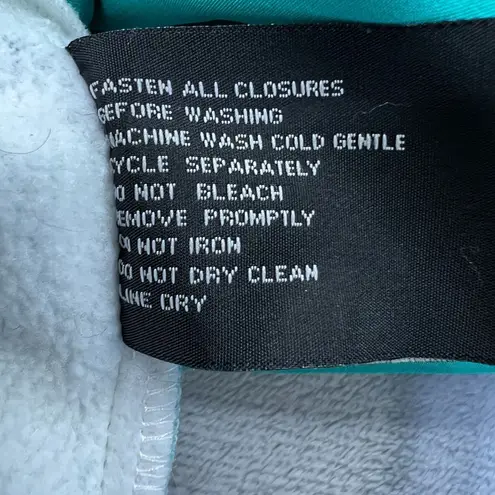 FASTEN ALL CLOSURES
BEFORE WASHING
MACHINE WASH COLD GENTLE
CYCLE SEPARATELY
DO NOT BLEACH
REMOVE PROMPTLY
DO NOT IRON
DO NOT DRY CLEAN
LINE DRY